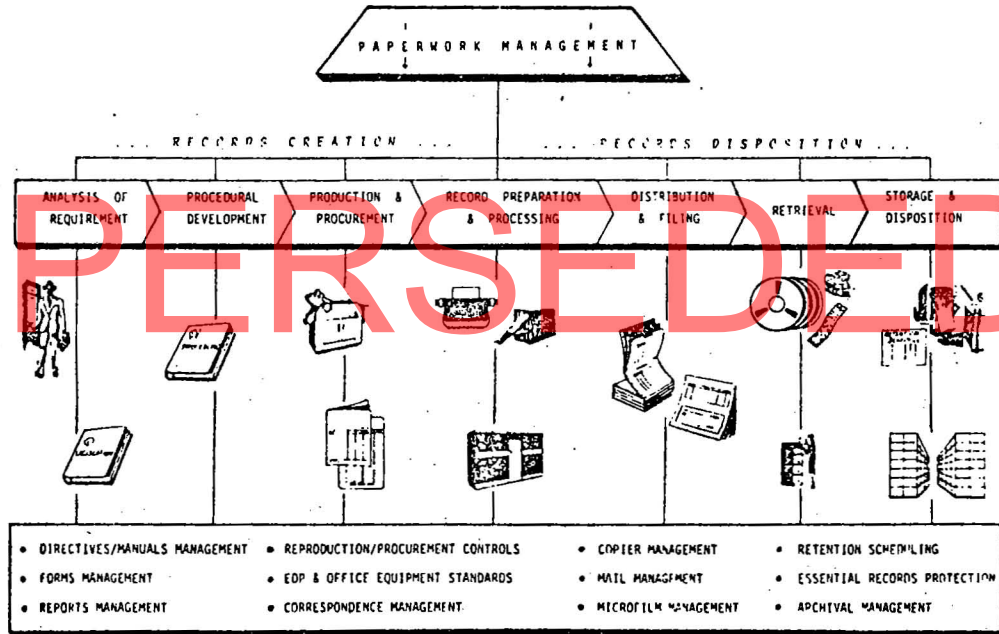 PAPERWORK MANAGEMENT
... RECORDS CREATION ...
... RECORDS DISPOSITION ...
ANALYSIS OF
REQUIREMENT
PROCEDURAL
DEVELOPMENT
PRODUCTION &
PROCUREMENT
RECORD PREPARATION
& PROCESSING
DISTRIBUTION
& FILING
RETRIEVAL
STORAGE &
DISPOSITION
PERSEDED
• DIRECTIVES/MANUALS MANAGEMENT
• FORMS MANAGEMENT
• REPORTS MANAGEMENT
• REPRODUCTION/PROCUREMENT CONTROLS
• EDP & OFFICE EQUIPMENT STANDARDS
• CORRESPONDENCE MANAGEMENT
• COPIER MANAGEMENT
• MAIL MANAGEMENT
• MICROFILM MANAGEMENT
• RETENTION SCHEDULING
• ESSENTIAL RECORDS PROTECTION
• ARCHIVAL MANAGEMENT